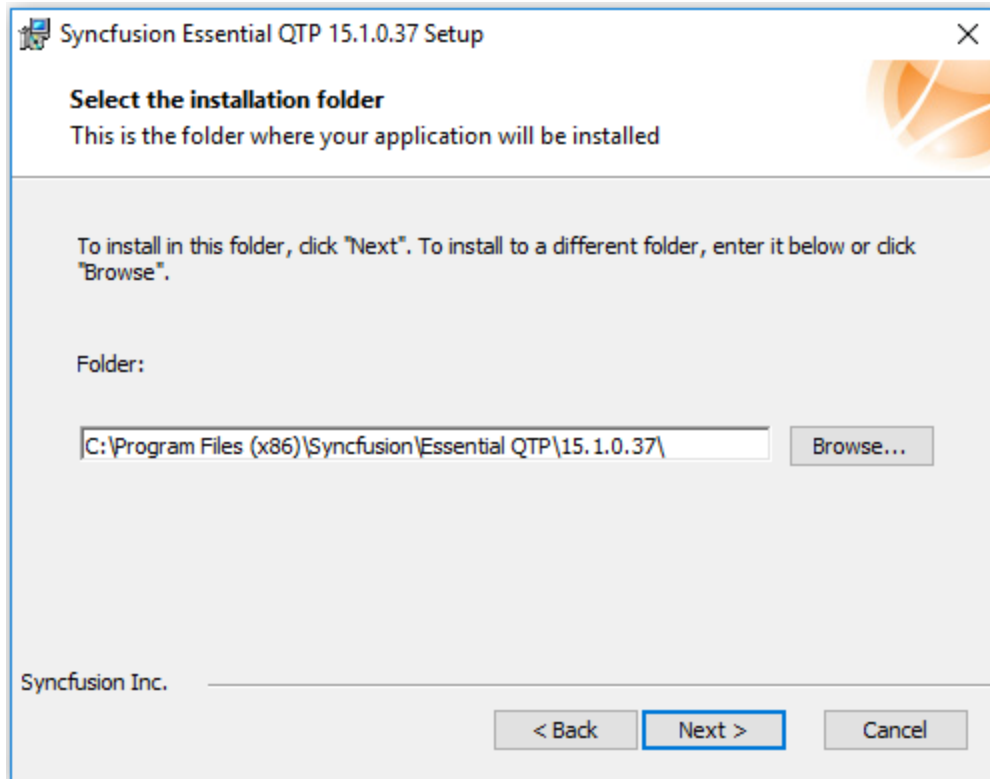 Syncfusion Essential QTP 15.1.0.37 Setup
Select the installation folder
This is the folder where your application will be installed
To install in this folder, click "Next". To install to a different folder, enter it below or click
"Browse".
Folder:
C:\Program Files (x86)\Syncfusion\Essential QTP\15.1.0.37\
Browse...
Syncfusion Inc.
< Back
Next >
Cancel